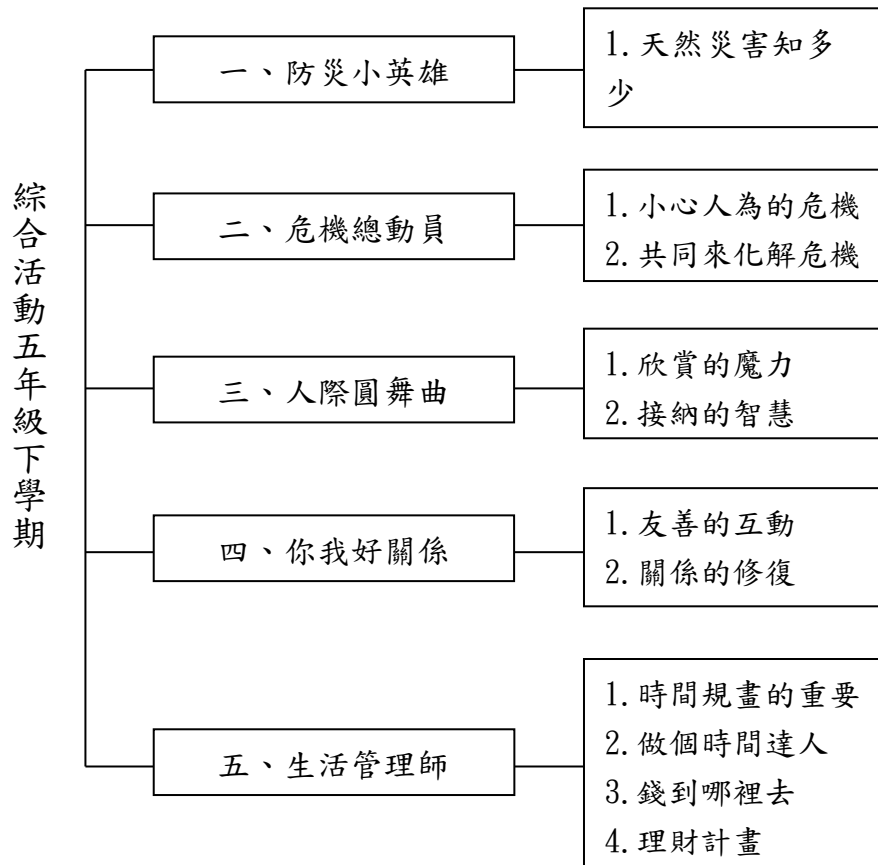 綜合活動五年級下學期
一、防災小英雄
1.天然災害知多
少
二、危機總動員
1.小心人為的危機
2.共同來化解危機
三、人際圓舞曲
1.欣賞的魔力
2.接納的智慧
四、你我好關係
1.友善的互動
2.關係的修復
五、生活管理師
1.時間規畫的重要
2.做個時間達人
3.錢到哪裡去
4.理財計畫